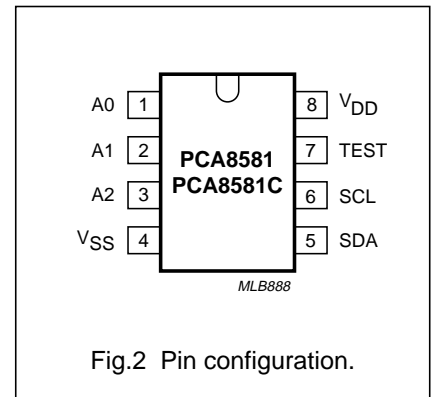 A0 1
A1 2
A2 3
VSS 4
PCA8581
PCA8581C
8 VDD
7 TEST
6 SCL
5 SDA
MLB888
Fig.2 Pin configuration.